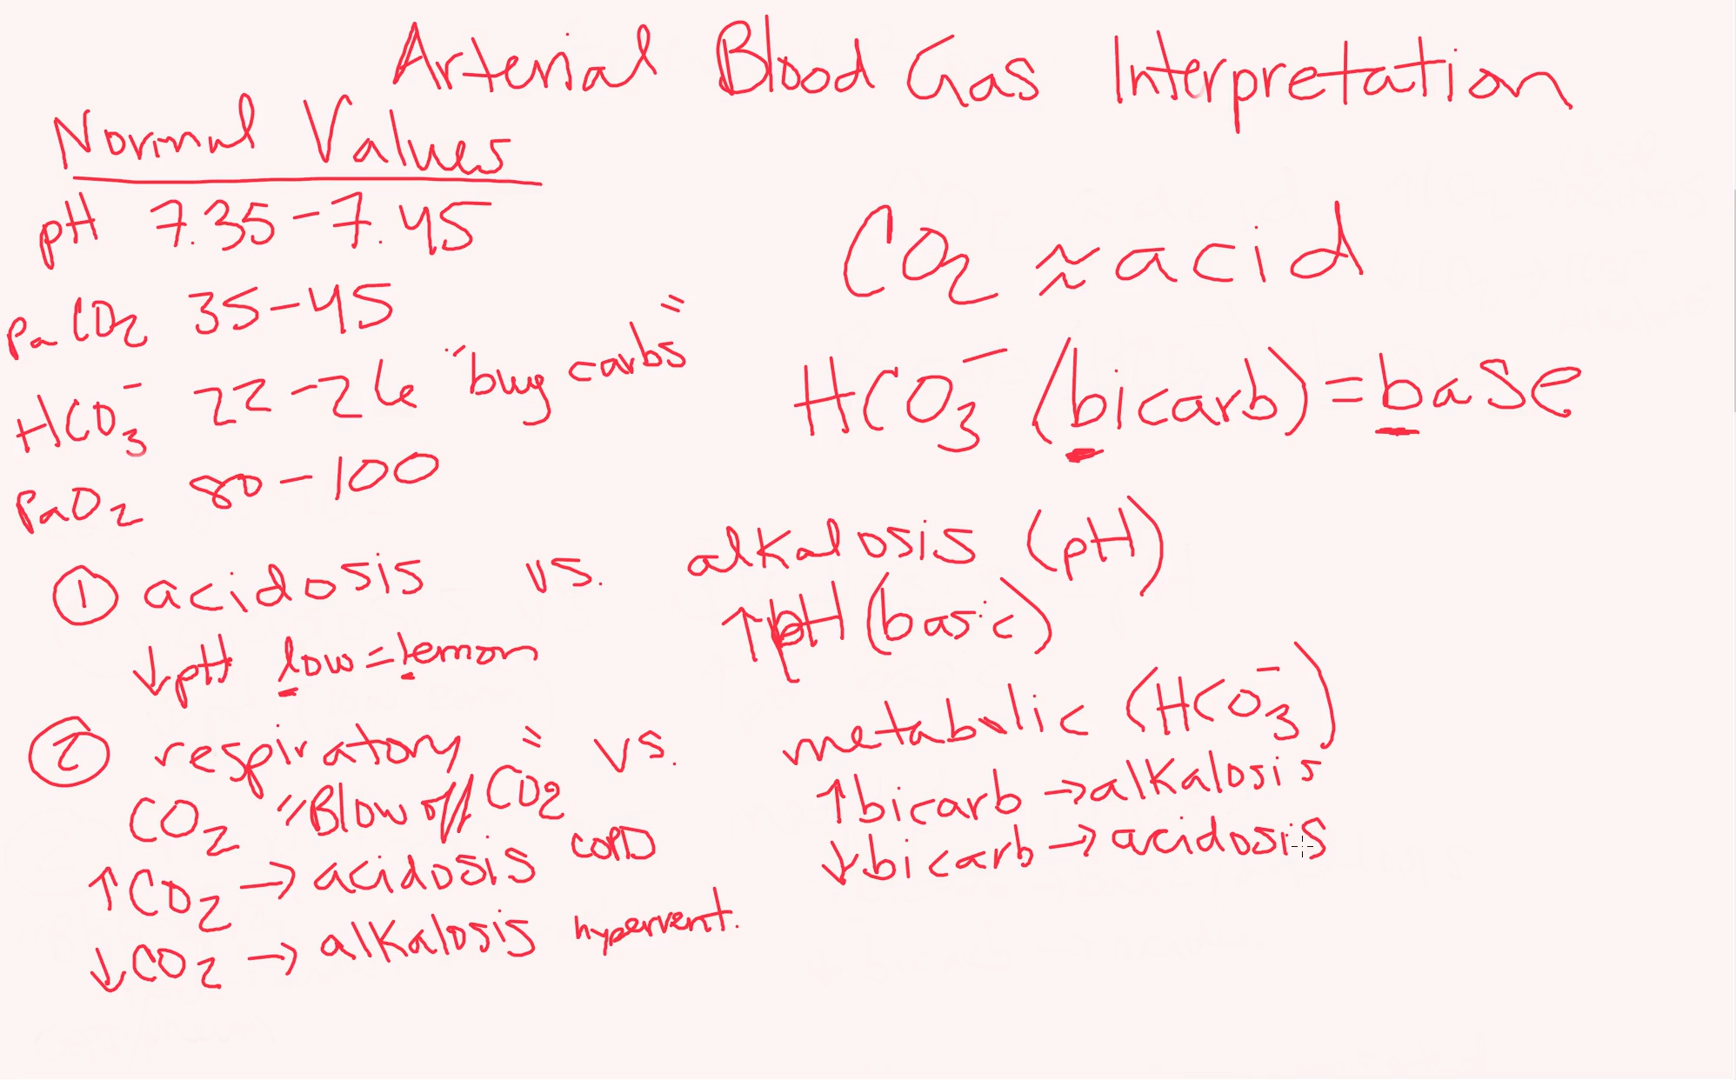 Arterial Blood Gas Interpretation
Normal Values
pH 7.35-7.45
PaCO2 35-45
HCO3- 22-26 "buy carbs"
PaO2 80-100
CO2 ≈ acid
HCO3- (bicarb) = base
① acidosis vs. alkalosis (pH)
↓pH low=lemon ↑pH (basic)
② respiratory = vs. metabolic (HCO3-)
CO2 "Blow off CO2
↑CO2 → acidosis COPD
↓CO2 → alkalosis hypervent.
↑bicarb → alkalosis
↓bicarb → acidosis